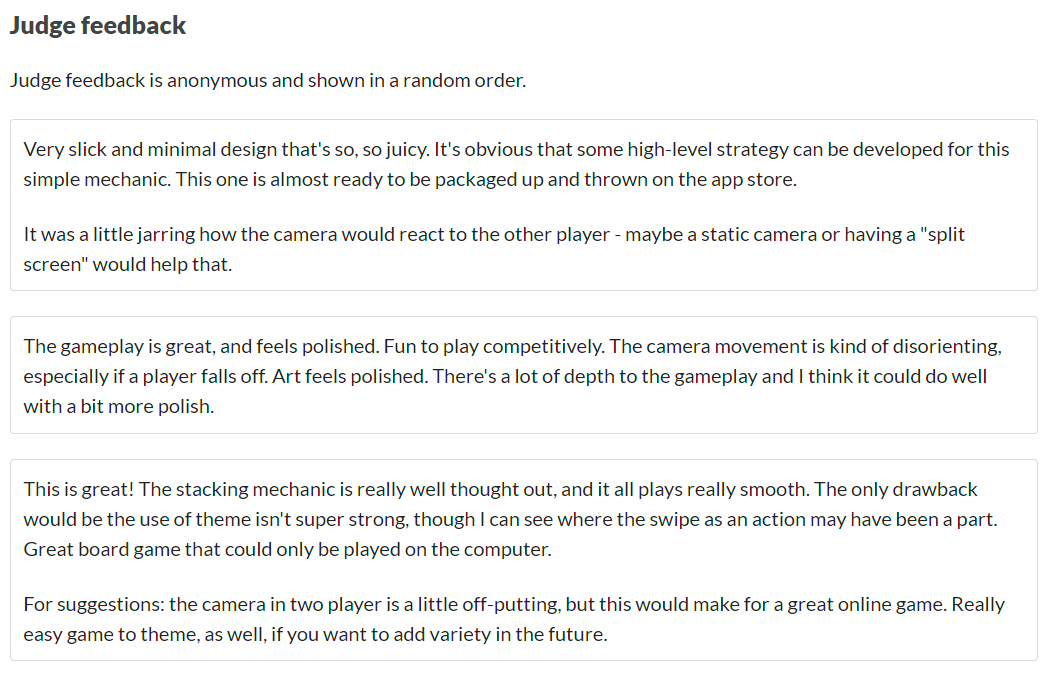 Judge feedback
Judge feedback is anonymous and shown in a random order.
Very slick and minimal design that's so, so juicy. It's obvious that some high-level strategy can be developed for this
simple mechanic. This one is almost ready to be packaged up and thrown on the app store.
It was a little jarring how the camera would react to the other player - maybe a static camera or having a "split
screen" would help that.
The gameplay is great, and feels polished. Fun to play competitively. The camera movement is kind of disorienting,
especially if a player falls off. Art feels polished. There's a lot of depth to the gameplay and I think it could do well
with a bit more polish.
This is great! The stacking mechanic is really well thought out, and it all plays really smooth. The only drawback
would be the use of theme isn't super strong, though I can see where the swipe as an action may have been a part.
Great board game that could only be played on the computer.
For suggestions: the camera in two player is a little off-putting, but this would make for a great online game. Really
easy game to theme, as well, if you want to add variety in the future.